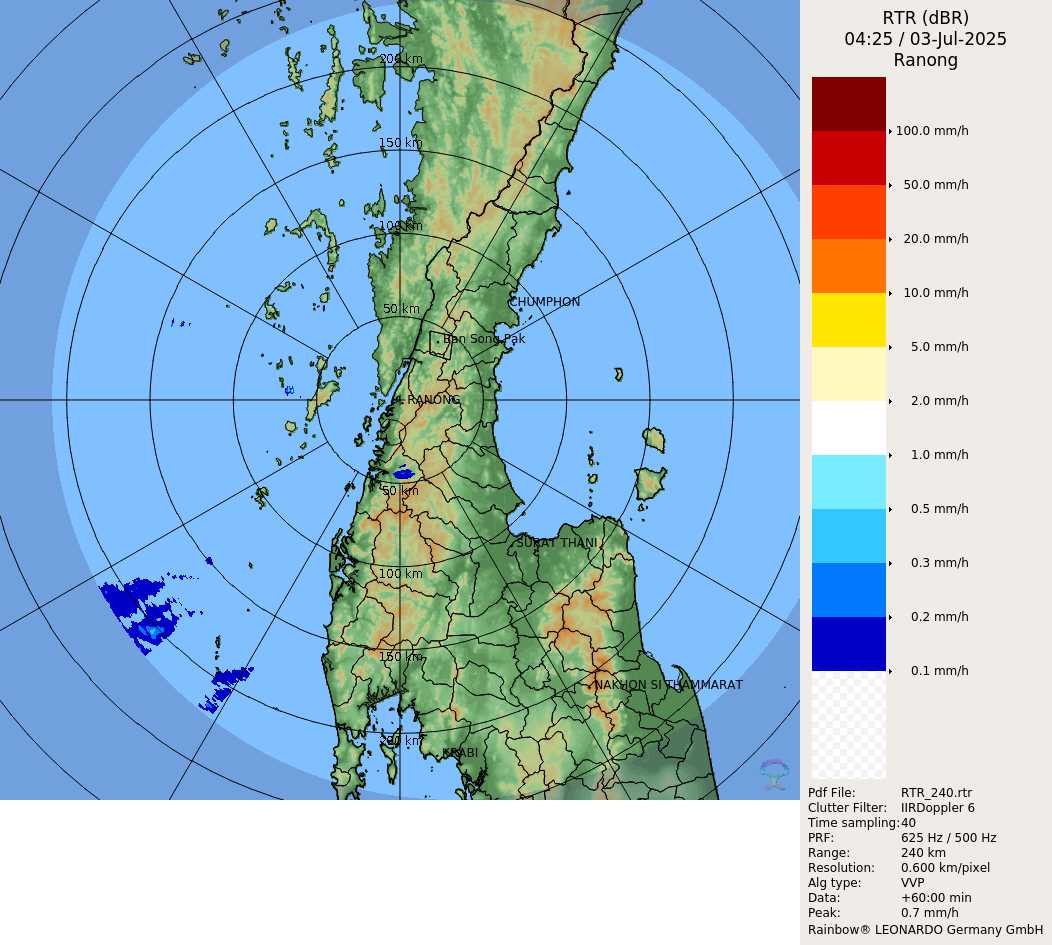 RTR (dBR)
04:25 / 03-Jul-2025
Ranong
200 km
150 km
100 km
50 km
CHUMPHON
Ban Song Pak
RANONG
50 km
SURAT THANI
100 km
150 km
NAKHON SI THAMMARAT
200 km
KRABI
100.0 mm/h
50.0 mm/h
20.0 mm/h
10.0 mm/h
5.0 mm/h
2.0 mm/h
1.0 mm/h
0.5 mm/h
0.3 mm/h
0.2 mm/h
0.1 mm/h
Pdf File: RTR_240.rtr
Clutter Filter: IIRDoppler 6
Time sampling:40
PRF: 625 Hz / 500 Hz
Range: 240 km
Resolution: 0.600 km/pixel
Alg type: VVP
Data: +60:00 min
Peak: 0.7 mm/h
Rainbow® LEONARDO Germany GmbH